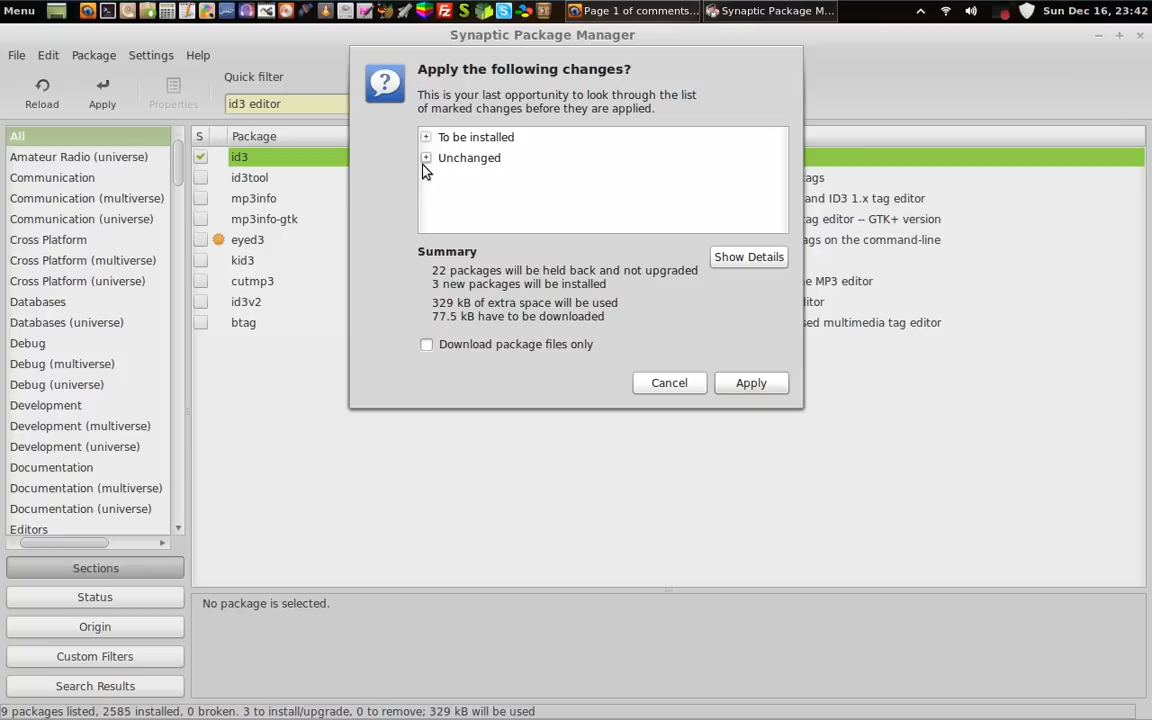 Menu
Page 1 of comments...
Synaptic Package M...
Sun Dec 16, 23:42
Synaptic Package Manager
File Edit Package Settings Help
Reload
Apply
Properties
Quick filter
id3 editor
S Package
All
Amateur Radio (universe)
Communication
Communication (multiverse)
Communication (universe)
Cross Platform
Cross Platform (multiverse)
Cross Platform (universe)
Databases
Databases (universe)
Debug
Debug (multiverse)
Debug (universe)
Development
Development (multiverse)
Development (universe)
Documentation
Documentation (multiverse)
Documentation (universe)
Editors
Sections
Status
Origin
Custom Filters
Search Results
id3
id3tool
mp3info
mp3info-gtk
eyed3
kid3
cutmp3
id3v2
btag
tags
and ID3 1.x tag editor
tag editor -- GTK+ version
ags on the command-line
e MP3 editor
itor
sed multimedia tag editor
Apply the following changes?
This is your last opportunity to look through the list
of marked changes before they are applied.
To be installed
Unchanged
Summary
Show Details
22 packages will be held back and not upgraded
3 new packages will be installed
329 kB of extra space will be used
77.5 kB have to be downloaded
Download package files only
Cancel
Apply
No package is selected.
9 packages listed, 2585 installed, 0 broken. 3 to install/upgrade, 0 to remove; 329 kB will be used